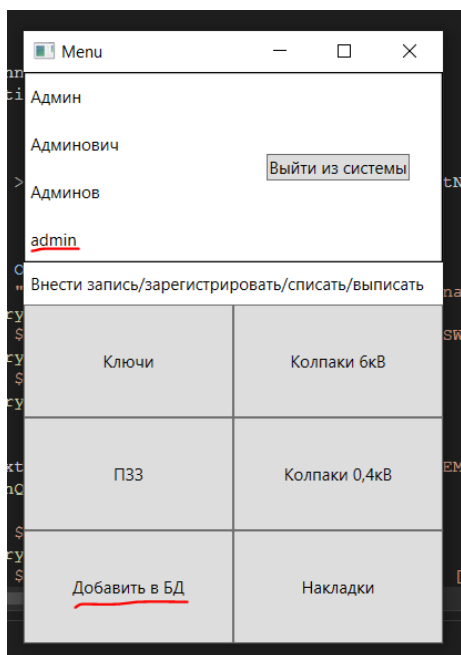 Menu
Админ
Админович
Выйти из системы
Админов
admin
Внести запись/зарегистрировать/списать/выписать
Ключи
Колпаки 6кВ
ПЗЗ
Колпаки 0,4кВ
Добавить в БД
Накладки